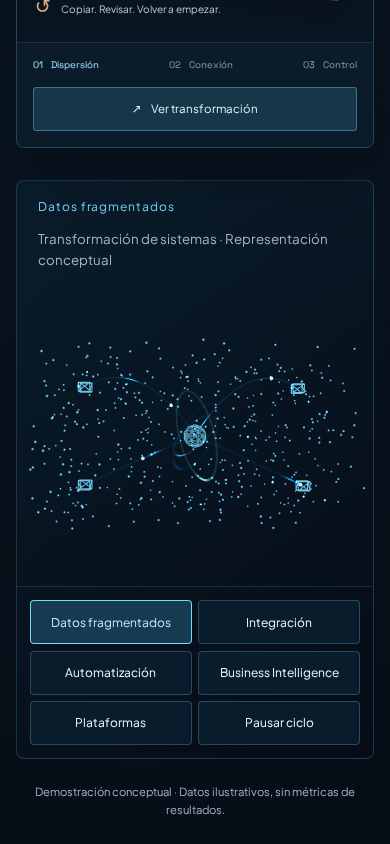 Copiar. Revisar. Volver a empezar.
01 Dispersión 02 Conexión 03 Control
↗ Ver transformación
Datos fragmentados
Transformación de sistemas · Representación
conceptual
Datos fragmentados Integración
Automatización Business Intelligence
Plataformas Pausar ciclo
Demostración conceptual · Datos ilustrativos, sin métricas de
resultados.